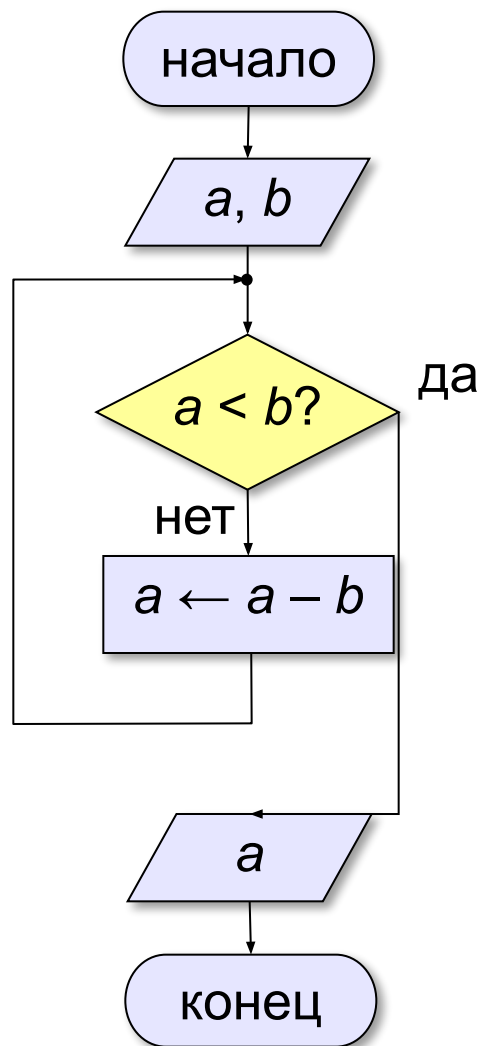 начало
a, b
a < b?
да
нет
a ← a – b
a
конец